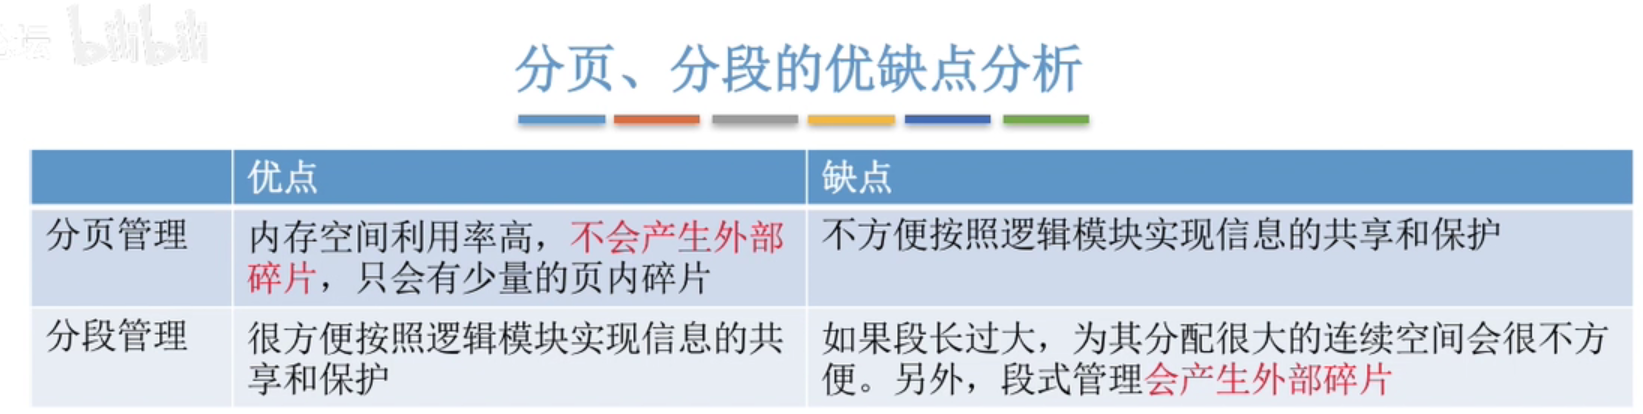 bilibili
分页、分段的优缺点分析
优点 缺点
分页管理 内存空间利用率高，不会产生外部 不方便按照逻辑模块实现信息的共享和保护
碎片，只会有少量的页内碎片
分段管理 很方便按照逻辑模块实现信息的共 如果段长过大，为其分配很大的连续空间会很不方
享和保护 便。另外，段式管理会产生外部碎片